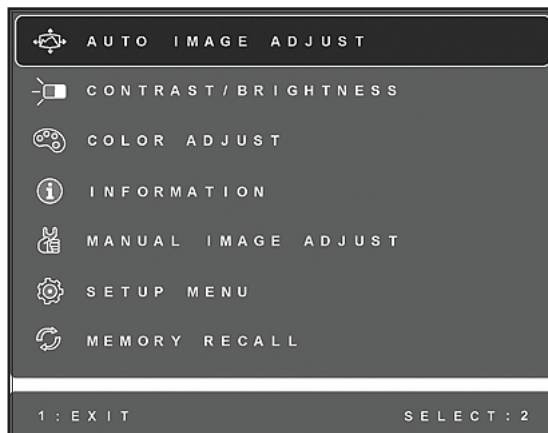 AUTO IMAGE ADJUST
CONTRAST/BRIGHTNESS
COLOR ADJUST
INFORMATION
MANUAL IMAGE ADJUST
SETUP MENU
MEMORY RECALL
1:EXIT SELECT:2